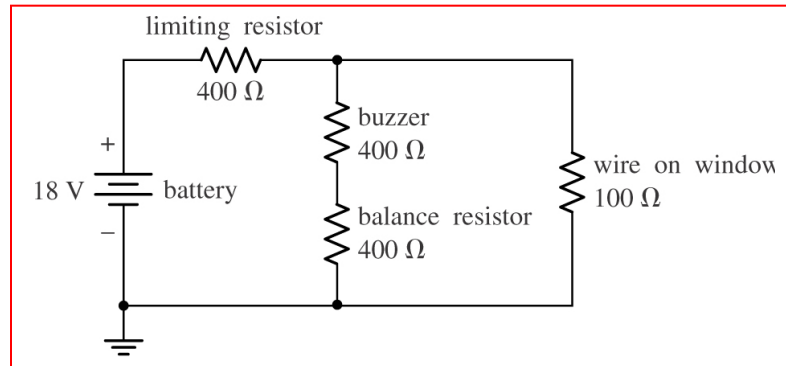 limiting resistor
400 Ω
buzzer
400 Ω
+
18 V
battery
−
balance resistor
400 Ω
wire on window
100 Ω